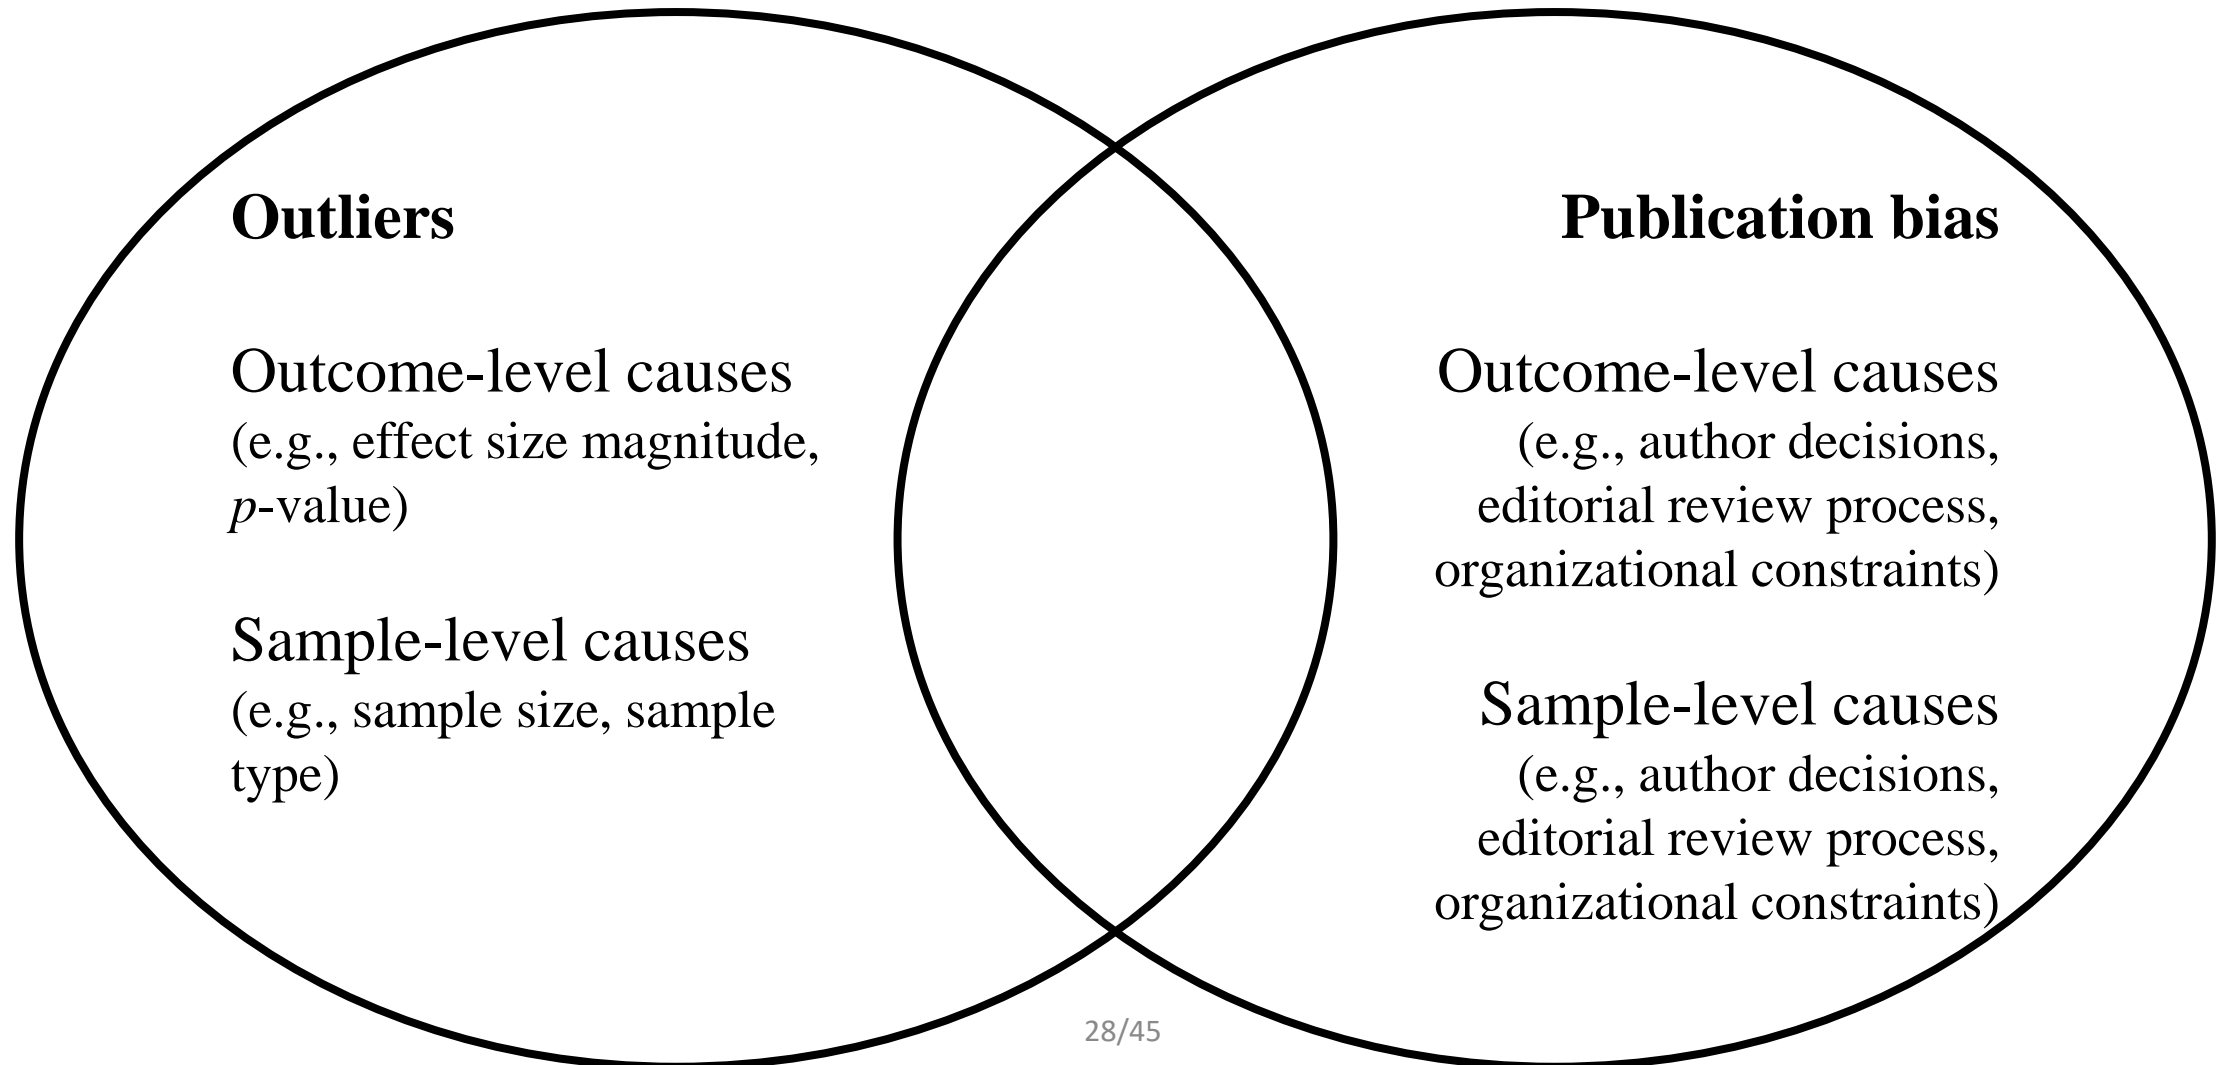 Outliers
Outcome-level causes
(e.g., effect size magnitude,
p-value)
Sample-level causes
(e.g., sample size, sample
type)
Publication bias
Outcome-level causes
(e.g., author decisions,
editorial review process,
organizational constraints)
Sample-level causes
(e.g., author decisions,
editorial review process,
organizational constraints)
28/45